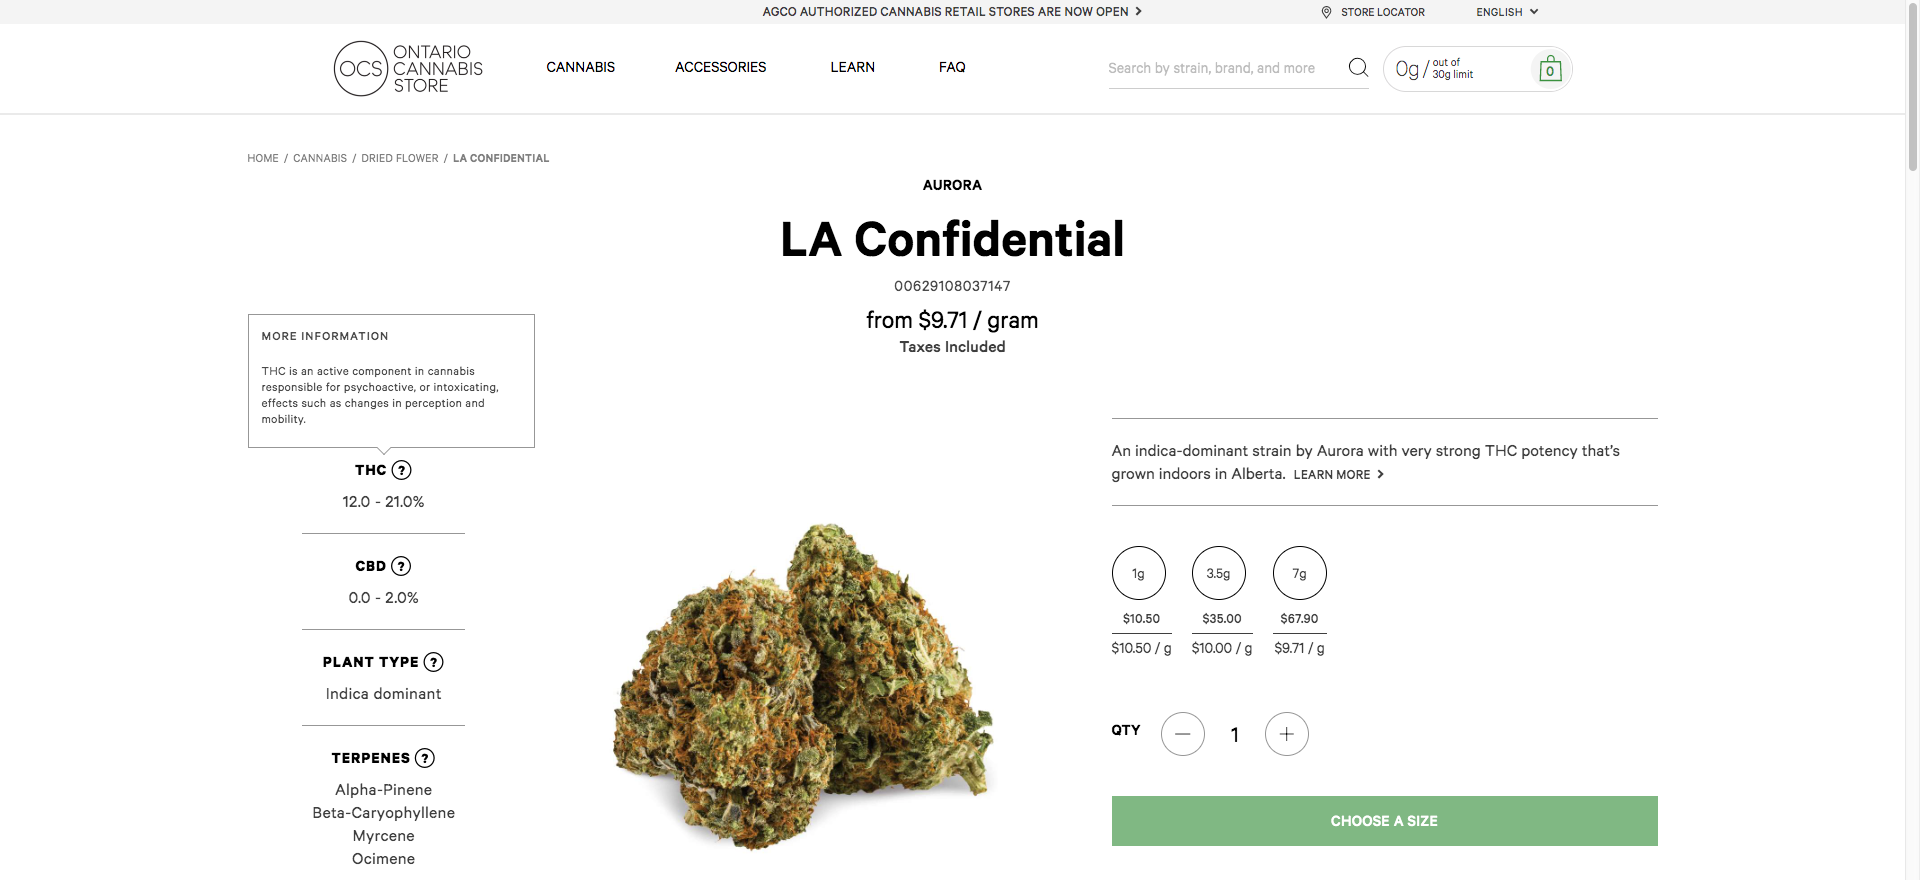 AGCO AUTHORIZED CANNABIS RETAIL STORES ARE NOW OPEN
STORE LOCATOR
ENGLISH
OCS
ONTARIO
CANNABIS
STORE
CANNABIS
ACCESSORIES
LEARN
FAQ
Search by strain, brand, and more
0g / out of
30g limit
0
HOME / CANNABIS / DRIED FLOWER / LA CONFIDENTIAL
AURORA
LA Confidential
00629108037147
from $9.71 / gram
Taxes Included
MORE INFORMATION
THC is an active component in cannabis
responsible for psychoactive, or intoxicating,
effects such as changes in perception and
mobility.
THC ?
12.0 - 21.0%
CBD ?
0.0 - 2.0%
PLANT TYPE ?
Indica dominant
TERPENES ?
Alpha-Pinene
Beta-Caryophyllene
Myrcene
Ocimene
An indica-dominant strain by Aurora with very strong THC potency that's
grown indoors in Alberta. LEARN MORE
1g 3.5g 7g
$10.50 $35.00 $67.90
$10.50 / g $10.00 / g $9.71 / g
QTY 1
CHOOSE A SIZE